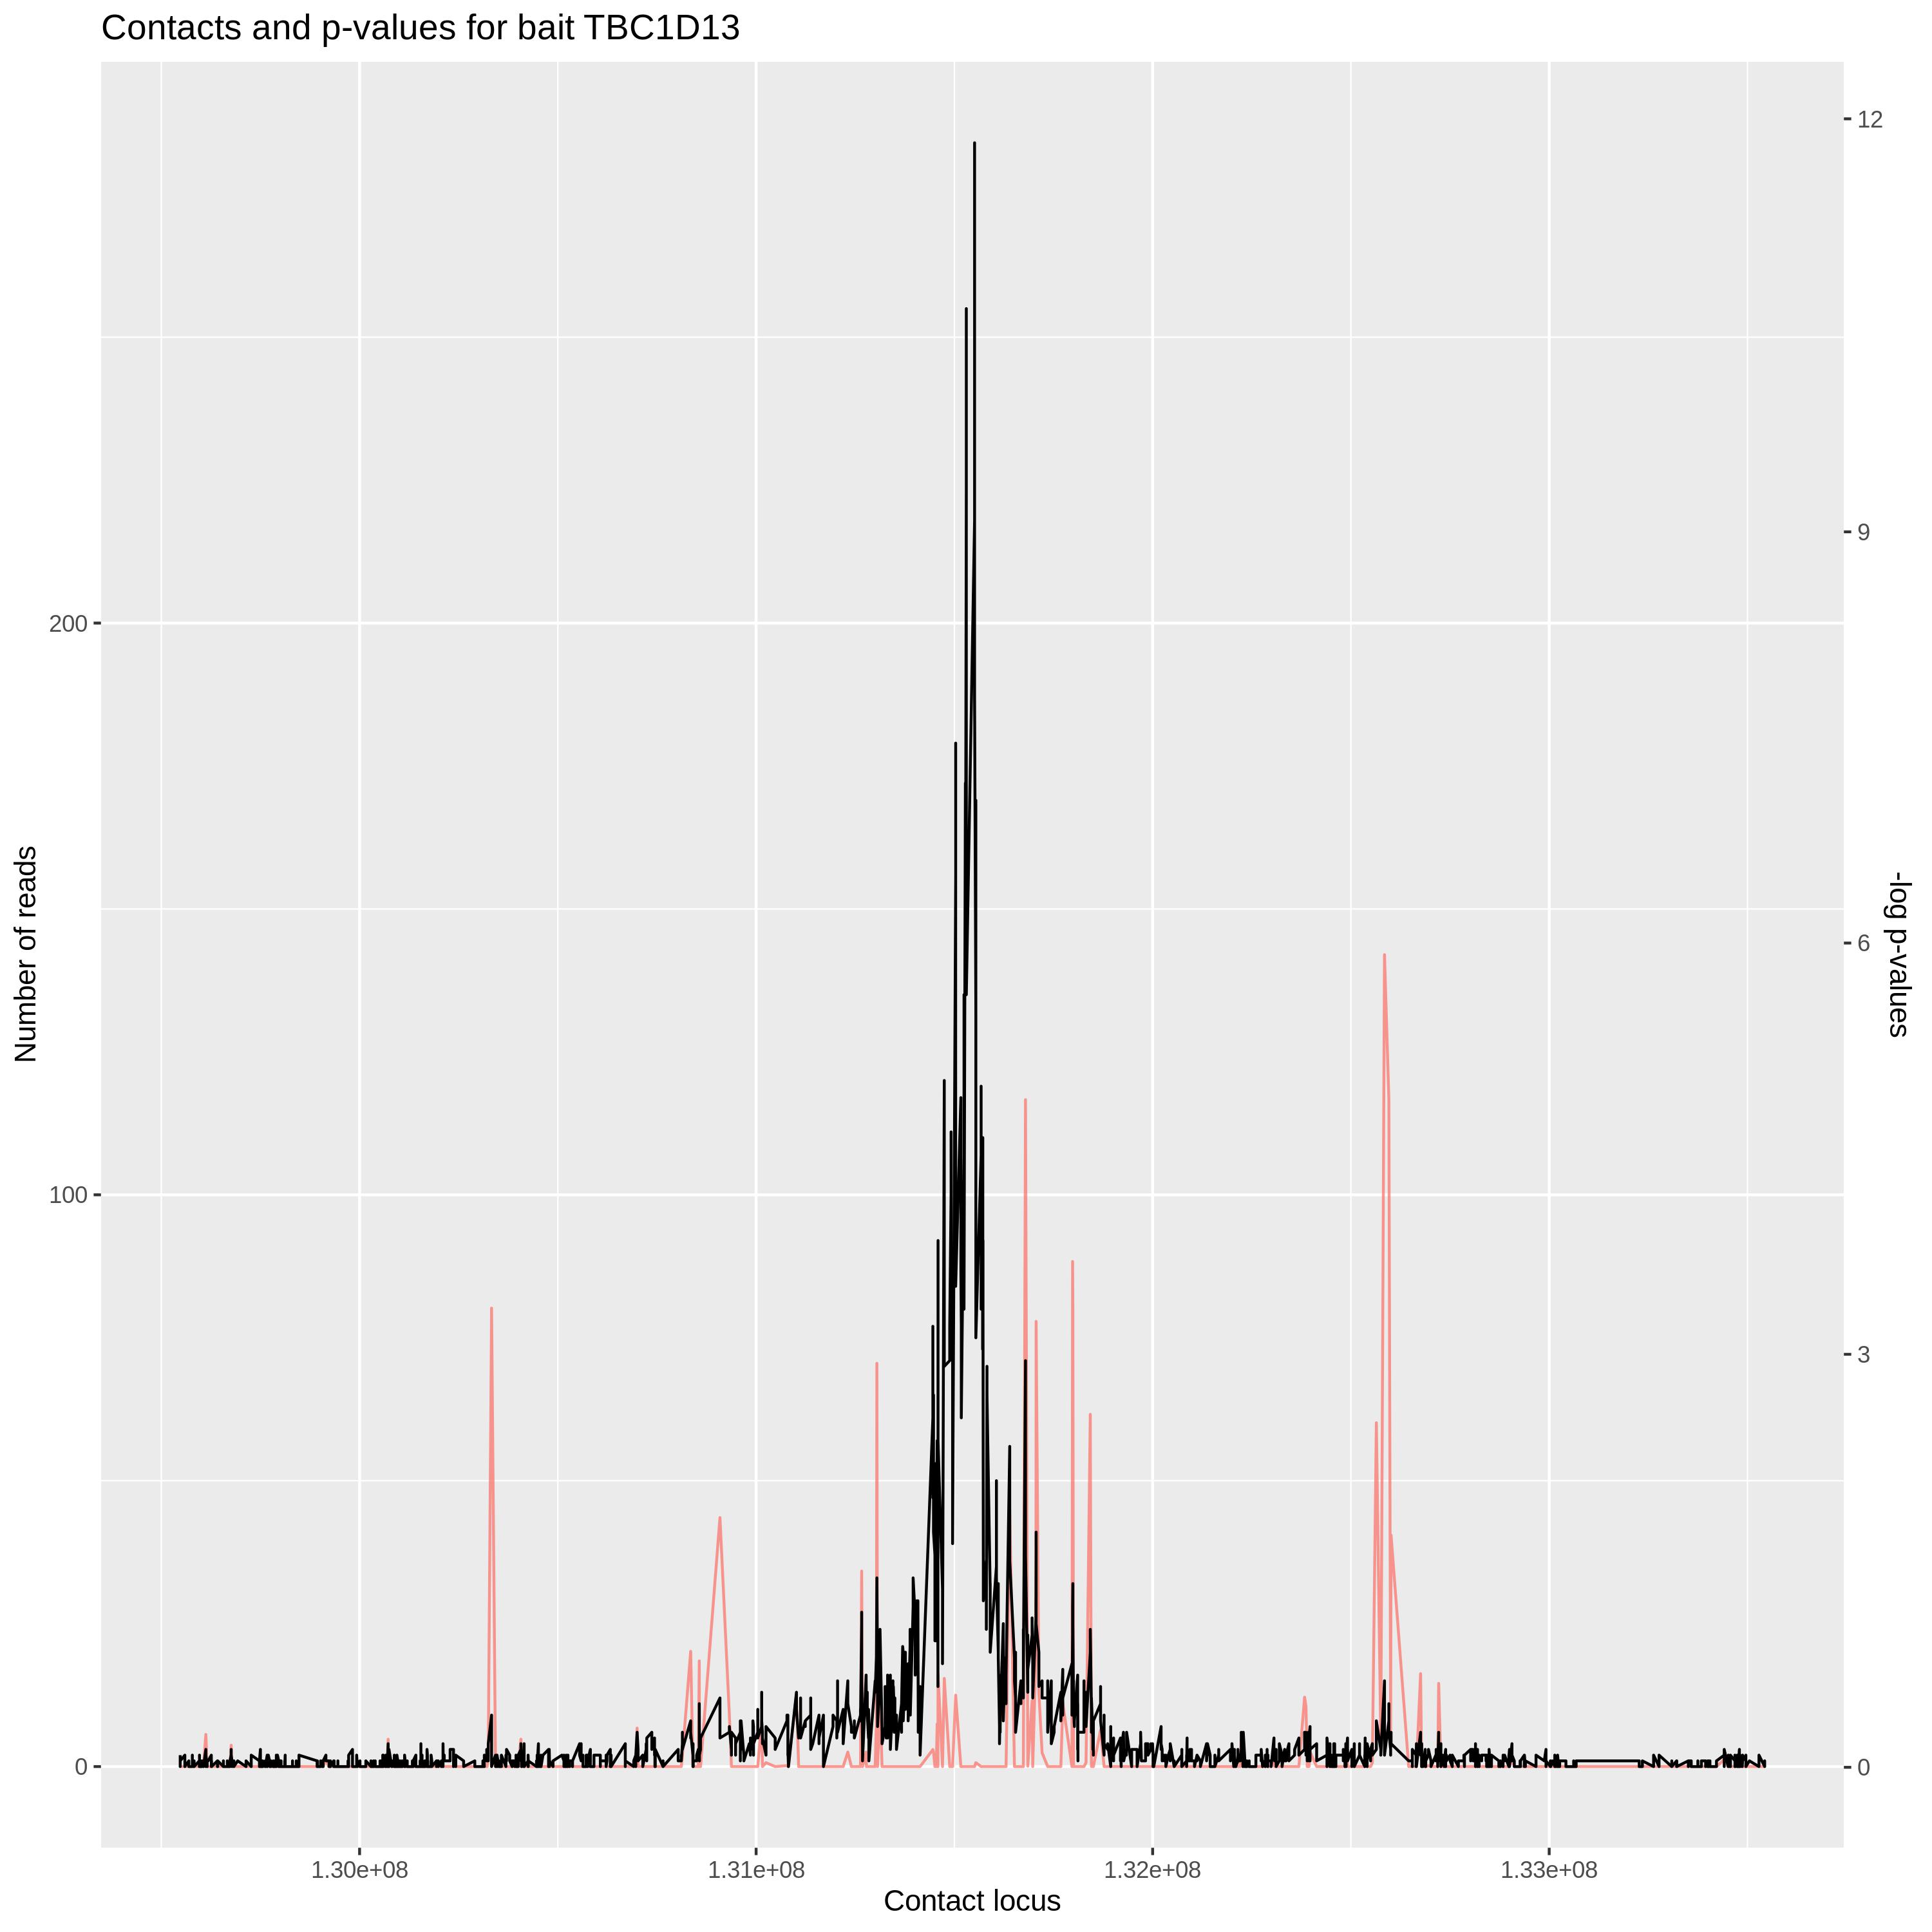 Contacts and p-values for bait TBC1D13
12
9
200
Number of reads
6
-log p-values
100
3
0
0
1.30e+08
1.31e+08
1.32e+08
1.33e+08
Contact locus